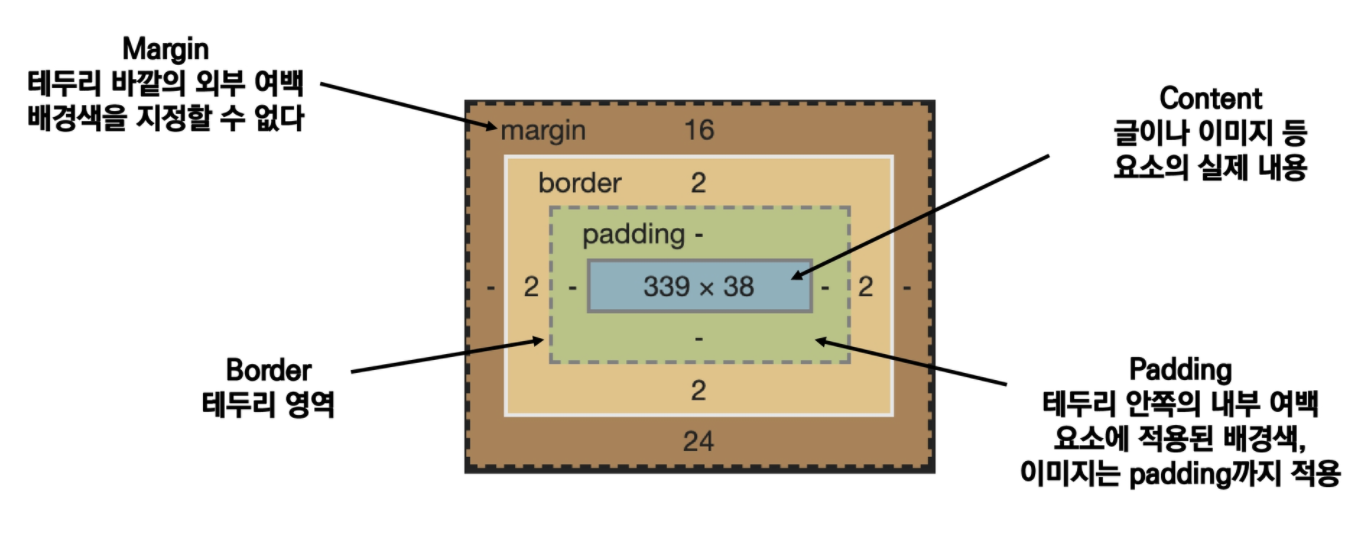 Margin
테두리 바깥의 외부 여백
배경색을 지정할 수 없다
Content
글이나 이미지 등
요소의 실제 내용
margin 16
border 2
padding -
- 2 - 339 × 38 - 2 -
-
2
24
Border
테두리 영역
Padding
테두리 안쪽의 내부 여백
요소에 적용된 배경색,
이미지는 padding까지 적용